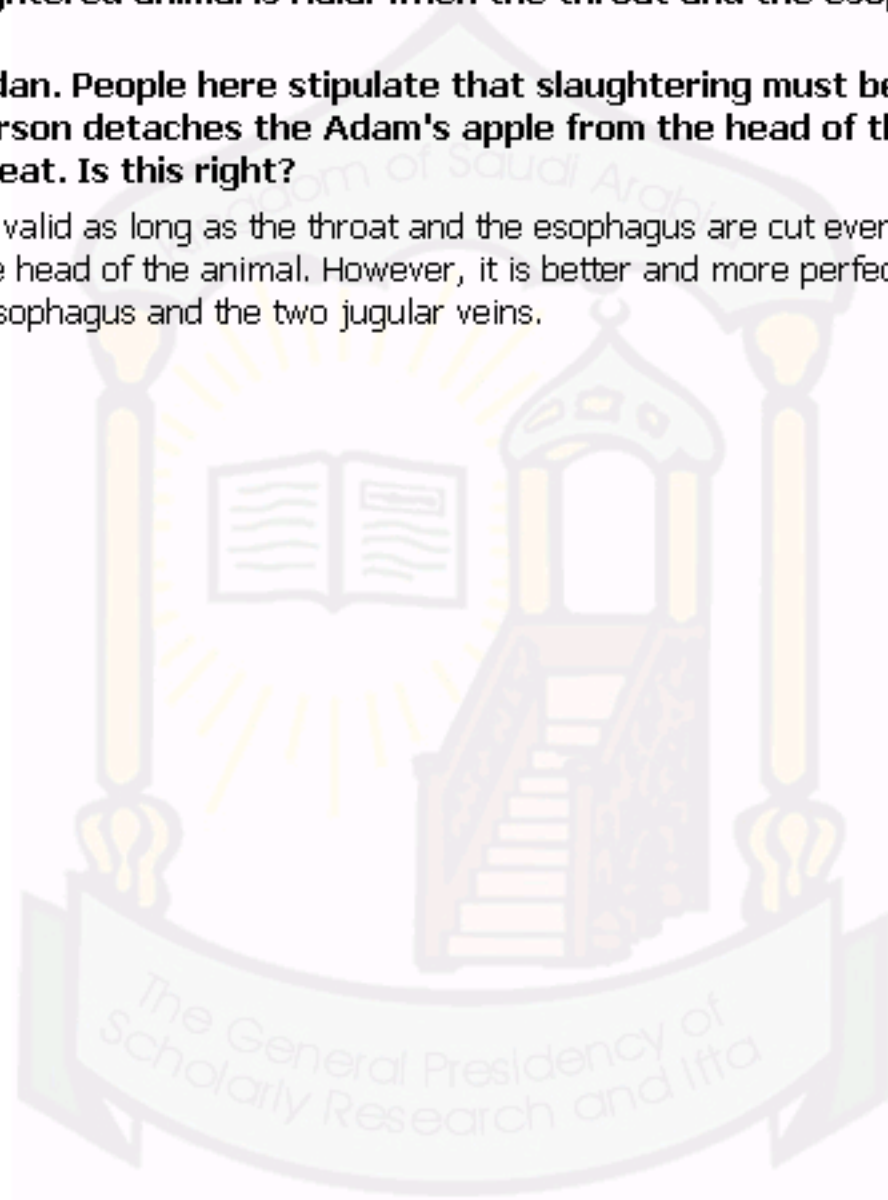 slaughtered animal is Halal when the throat and the esop
dan. People here stipulate that slaughtering must be
rson detaches the Adam's apple from the head of th
eat. Is this right?
valid as long as the throat and the esophagus are cut ever
e head of the animal. However, it is better and more perfec
sophagus and the two jugular veins.
Kingdom of Saudi Arabia
The General Presidency of
Scholarly Research and Ifta